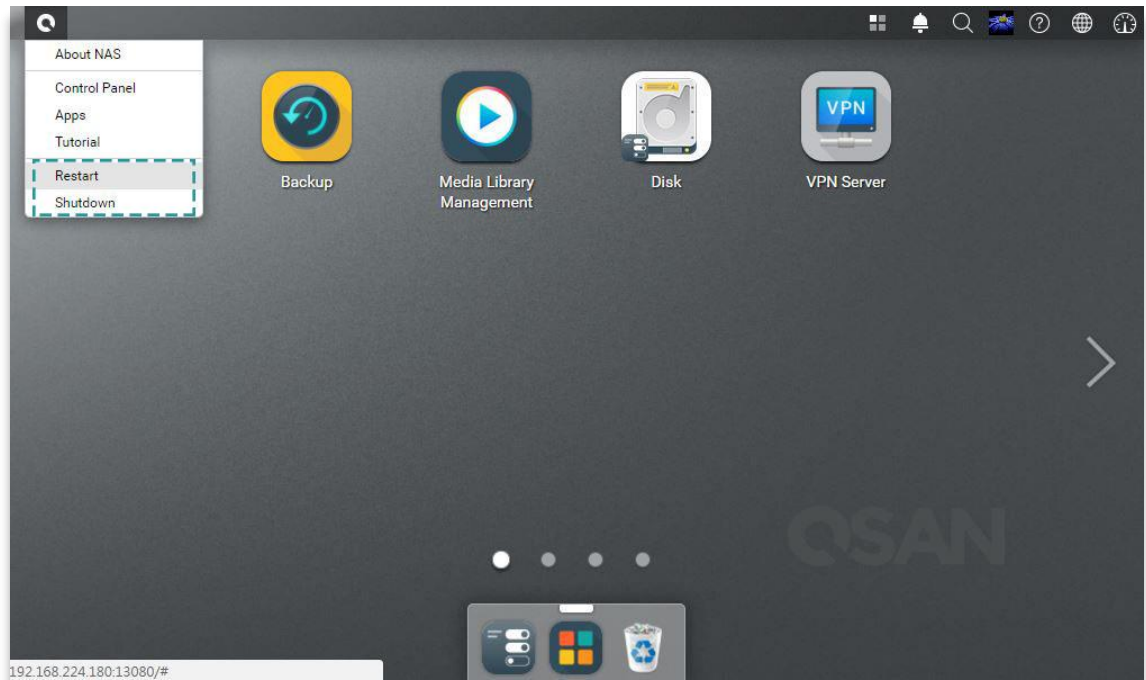 About NAS
Control Panel
Apps
Tutorial
Restart
Shutdown
Backup
Media Library
Management
Disk
VPN
VPN Server
QSAN
192.168.224.180:13080/#